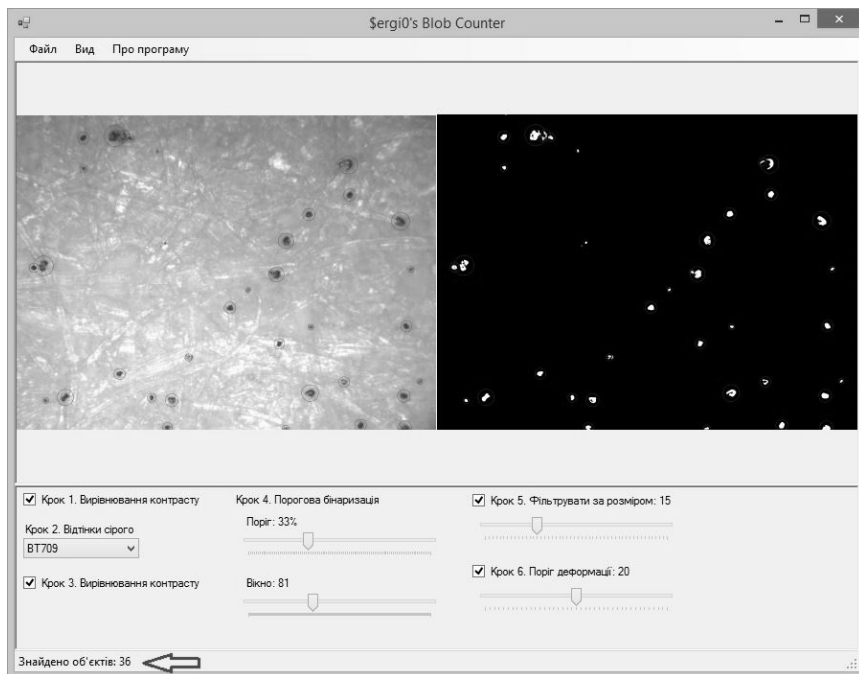 $ergi0's Blob Counter
Файл Вид Про програму
Крок 1. Вирівнювання контрасту
Крок 2. Відтінки сірого
BT709
Крок 3. Вирівнювання контрасту
Крок 4. Порогова бінаризація
Поріг: 33%
Вікно: 81
Крок 5. Фільтрувати за розміром: 15
Крок 6. Поріг деформації: 20
Знайдено об'єктів: 36